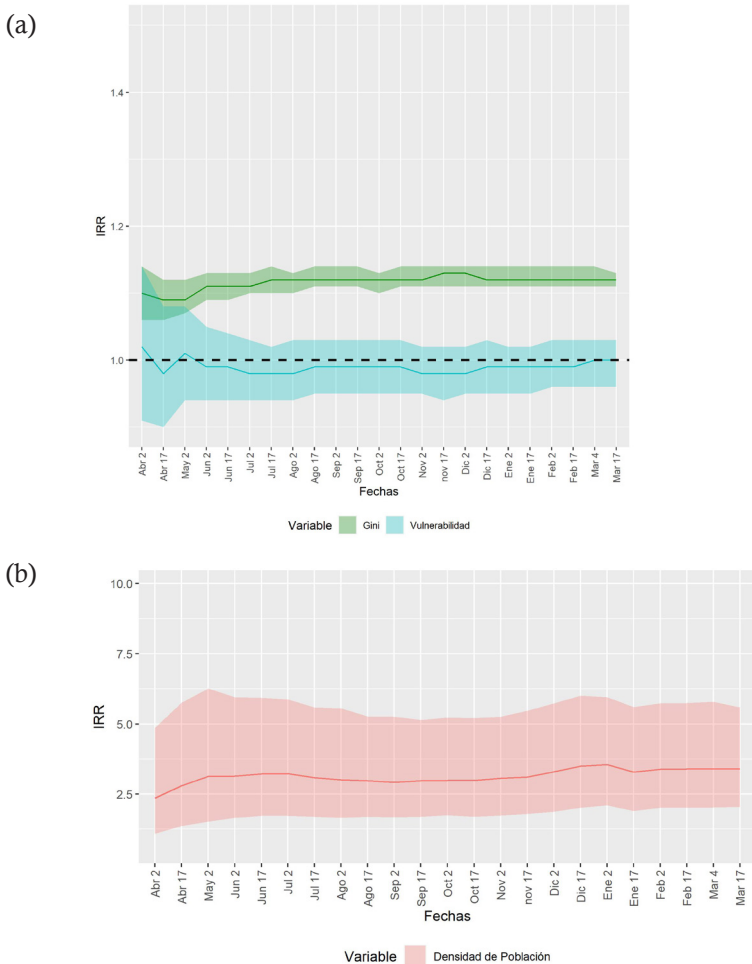 (a)
1.4
1.2
1.0
IRR
Abr 2
Abr 17
May 2
Jun 2
Jun 17
Jul 2
Jul 17
Ago 2
Ago 17
Sep 2
Sep 17
Oct 2
Oct 17
Nov 2
nov 17
Dic 2
Dic 17
Ene 2
Ene 17
Feb 2
Feb 17
Mar 4
Mar 17
Fechas
Variable Gini Vulnerabilidad
(b)
10.0
7.5
5.0
2.5
IRR
Abr 2
Abr 17
May 2
Jun 2
Jun 17
Jul 2
Jul 17
Ago 2
Ago 17
Sep 2
Sep 17
Oct 2
Oct 17
Nov 2
nov 17
Dic 2
Dic 17
Ene 2
Ene 17
Feb 2
Feb 17
Mar 4
Mar 17
Fechas
Variable Densidad de Población